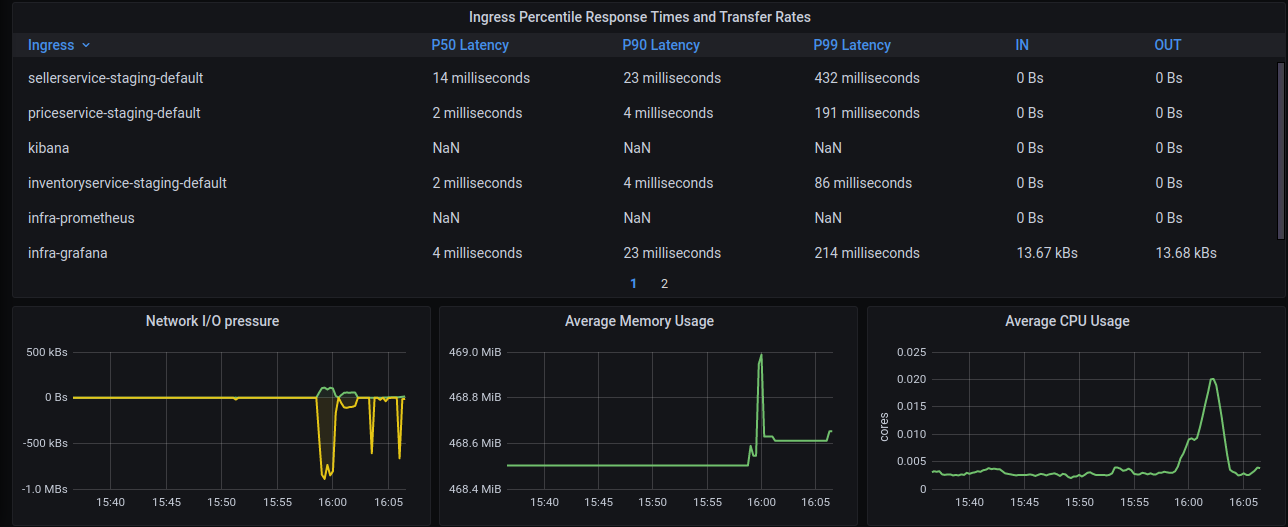 Ingress Percentile Response Times and Transfer Rates
Ingress P50 Latency P90 Latency P99 Latency IN OUT
sellerservice-staging-default 14 milliseconds 23 milliseconds 432 milliseconds 0 Bs 0 Bs
priceservice-staging-default 2 milliseconds 4 milliseconds 191 milliseconds 0 Bs 0 Bs
kibana NaN NaN NaN 0 Bs 0 Bs
inventoryservice-staging-default 2 milliseconds 4 milliseconds 86 milliseconds 0 Bs 0 Bs
infra-prometheus NaN NaN NaN 0 Bs 0 Bs
infra-grafana 4 milliseconds 23 milliseconds 214 milliseconds 13.67 kBs 13.68 kBs
1 2
Network I/O pressure
500 kBs
0 Bs
-500 kBs
-1.0 MBs
15:40 15:45 15:50 15:55 16:00 16:05
Average Memory Usage
469.0 MiB
468.8 MiB
468.6 MiB
468.4 MiB
15:40 15:45 15:50 15:55 16:00 16:05
Average CPU Usage
cores
0.025
0.020
0.015
0.010
0.005
0
15:40 15:45 15:50 15:55 16:00 16:05